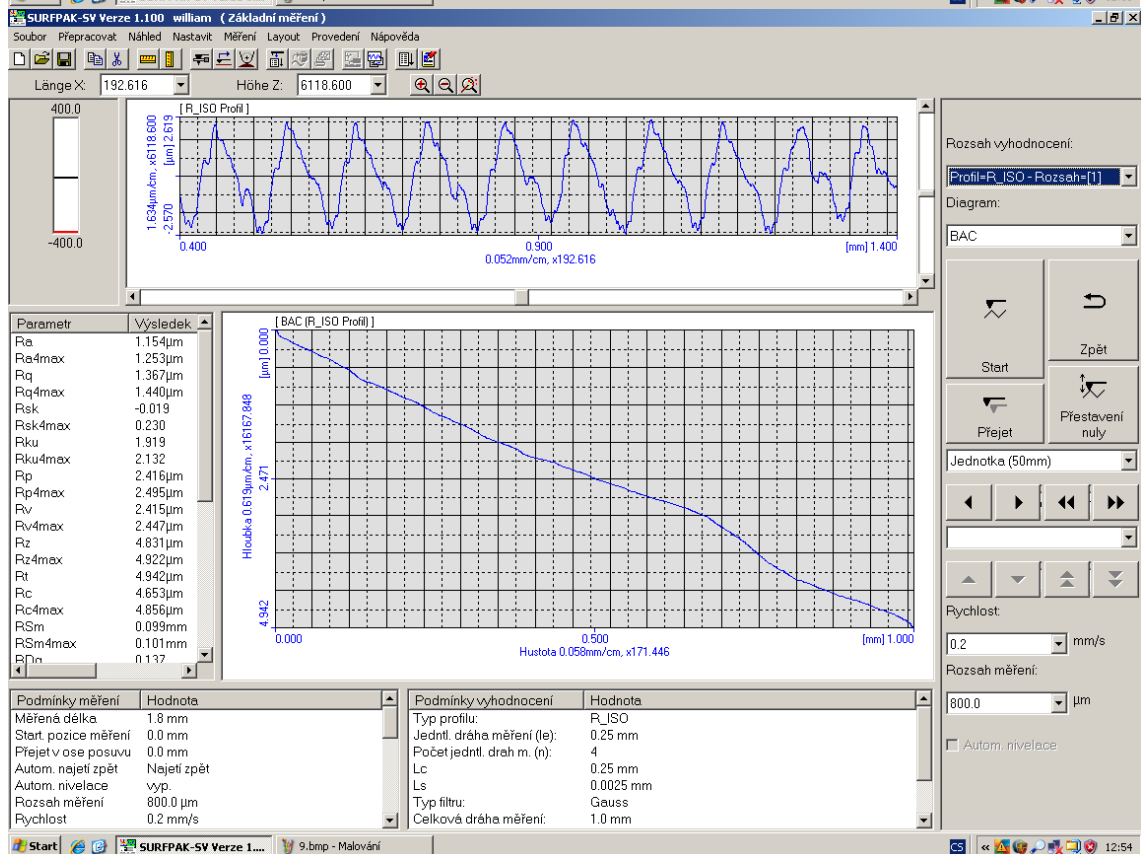 SURFPAK-SV Verze 1.100 william ( Základní měření )
Soubor Přepracovat Náhled Nastavit Měření Layout Provedení Nápověda
Länge X: 192.616 Höhe Z: 6118.600
400.0
-400.0
[ R_ISO Profil ]
1.634µm/cm, x6118.600
-2.570 [µm] 2.619
0.400 0.900 [mm] 1.400
0.052mm/cm, x192.616
Rozsah vyhodnocení:
Profil=R_ISO - Rozsah=[1]
Diagram:
BAC
Start
Zpět
Přejet
Přestavení nuly
Jednotka (50mm)
Rychlost:
0.2 mm/s
Rozsah měření:
800.0 µm
Autom. nivelace
Parametr Výsledek
Ra 1.154µm
Ra4max 1.253µm
Rq 1.367µm
Rq4max 1.440µm
Rsk -0.019
Rsk4max 0.230
Rku 1.919
Rku4max 2.132
Rp 2.416µm
Rp4max 2.495µm
Rv 2.415µm
Rv4max 2.447µm
Rz 4.831µm
Rz4max 4.922µm
Rt 4.942µm
Rc 4.653µm
Rc4max 4.856µm
RSm 0.099mm
RSm4max 0.101mm
RDq 0.137
[ BAC (R_ISO Profil) ]
Hloubka 0.619µm/cm, x16167.848
4.942 2.471 [µm] 0.000
0.000 0.500 [mm] 1.000
Hustota 0.058mm/cm, x171.446
Podmínky měření Hodnota
Měřená délka 1.8 mm
Start. pozice měření 0.0 mm
Přejet v ose posuvu 0.0 mm
Autom. najetí zpět Najetí zpět
Autom. nivelace vyp.
Rozsah měření 800.0 µm
Rychlost 0.2 mm/s
Podmínky vyhodnocení Hodnota
Typ profilu: R_ISO
Jedntl. dráha měření (le): 0.25 mm
Počet jedntl. drah m. (n): 4
Lc 0.25 mm
Ls 0.0025 mm
Typ filtru: Gauss
Celková dráha měření: 1.0 mm
Start SURFPAK-SV Verze 1.... 9.bmp - Malování CS 12:54